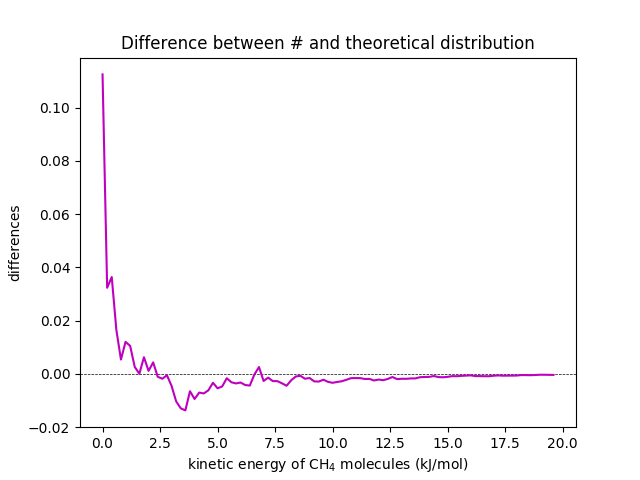 Difference between # and theoretical distribution
0.10
0.08
0.06
0.04
0.02
0.00
−0.02
differences
0.0 2.5 5.0 7.5 10.0 12.5 15.0 17.5 20.0
kinetic energy of CH₄ molecules (kJ/mol)